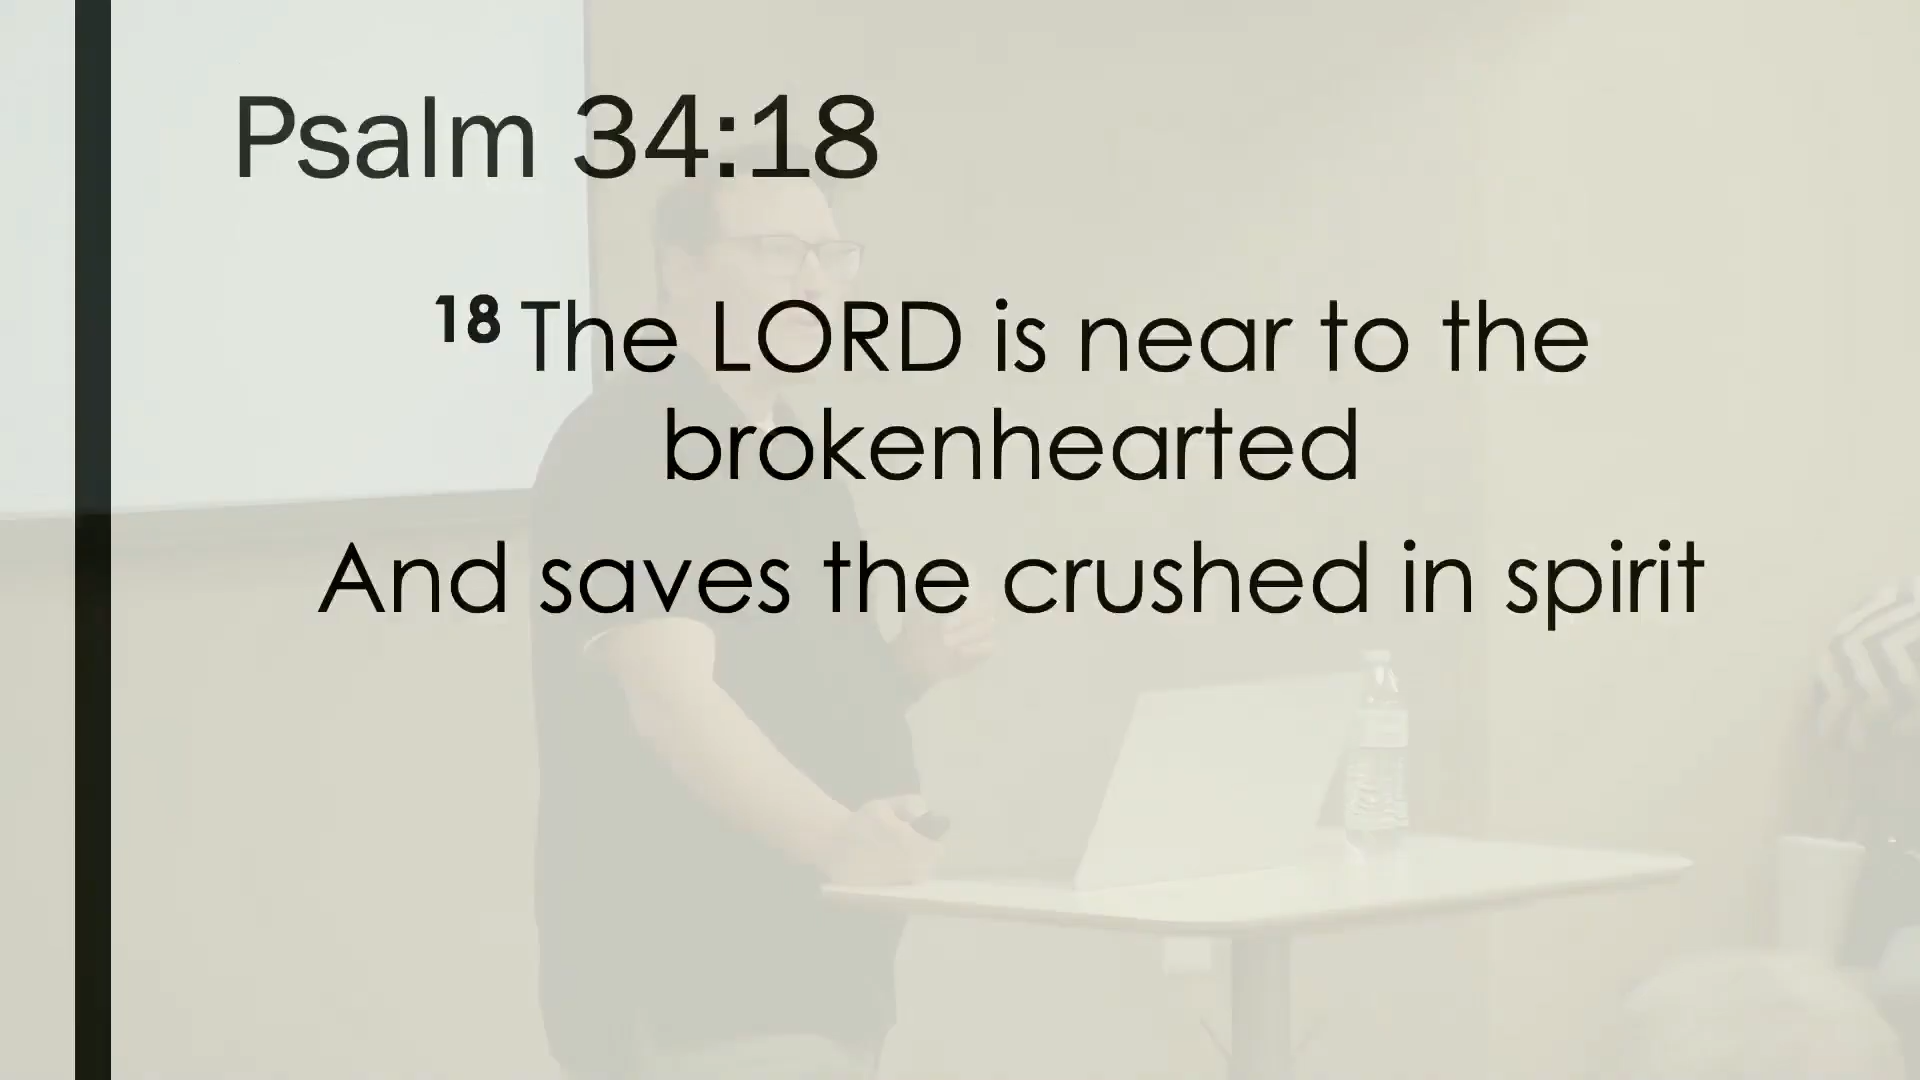 Psalm 34:18
18 The LORD is near to the
brokenhearted
And saves the crushed in spirit